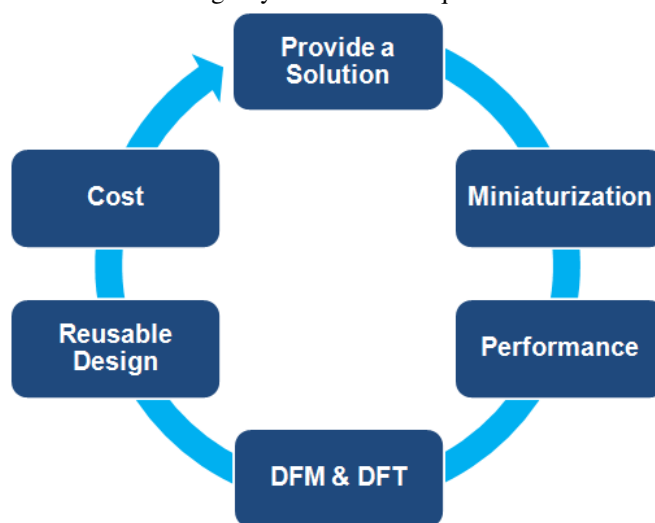 Provide a
Solution
Miniaturization
Performance
DFM & DFT
Reusable
Design
Cost